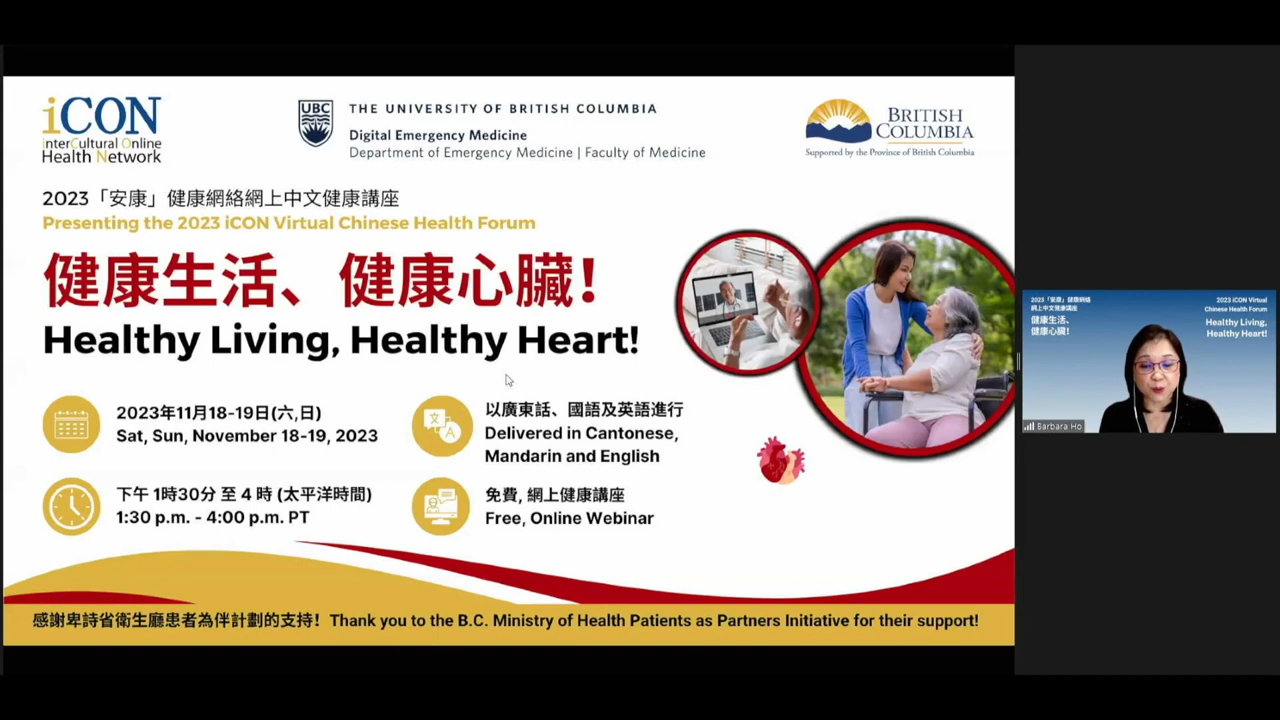 iCON
interCultural Online
Health Network
UBC
THE UNIVERSITY OF BRITISH COLUMBIA
Digital Emergency Medicine
Department of Emergency Medicine | Faculty of Medicine
BRITISH
COLUMBIA
Supported by the Province of British Columbia
2023「安康」健康網絡網上中文健康講座
Presenting the 2023 iCON Virtual Chinese Health Forum
健康生活、健康心臟!
Healthy Living, Healthy Heart!
2023年11月18-19日(六,日)
Sat, Sun, November 18-19, 2023
以廣東話、國語及英語進行
Delivered in Cantonese,
Mandarin and English
下午 1時30分 至 4 時 (太平洋時間)
1:30 p.m. - 4:00 p.m. PT
免費, 網上健康講座
Free, Online Webinar
感謝卑詩省衛生廳患者為伴計劃的支持! Thank you to the B.C. Ministry of Health Patients as Partners Initiative for their support!
2023「安康」健康網絡
網上中文健康講座
健康生活、
健康心臟!
2023 iCON Virtual
Chinese Health Forum
Healthy Living,
Healthy Heart!
Barbara Ho